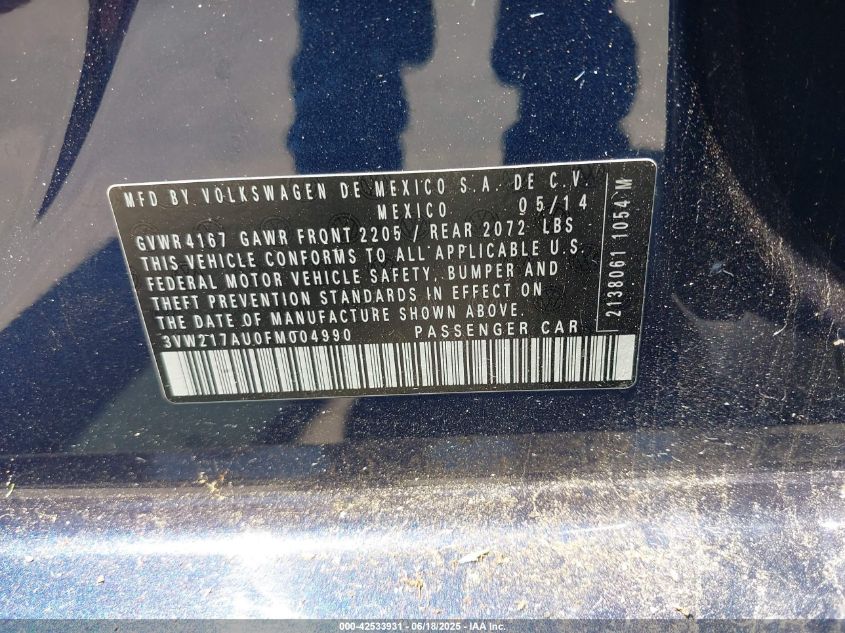 MFD BY VOLKSWAGEN DE MEXICO S.A. DE C.V.
MEXICO 05/14
GVWR4167 GAWR FRONT 2205 / REAR 2072 LBS
THIS VEHICLE CONFORMS TO ALL APPLICABLE U.S.
FEDERAL MOTOR VEHICLE SAFETY, BUMPER AND
THEFT PREVENTION STANDARDS IN EFFECT ON
THE DATE OF MANUFACTURE SHOWN ABOVE.
3VW217AU0FM004990 PASSENGER CAR
2138061 1054 M
000-42533931 - 06/18/2025 - IAA Inc.